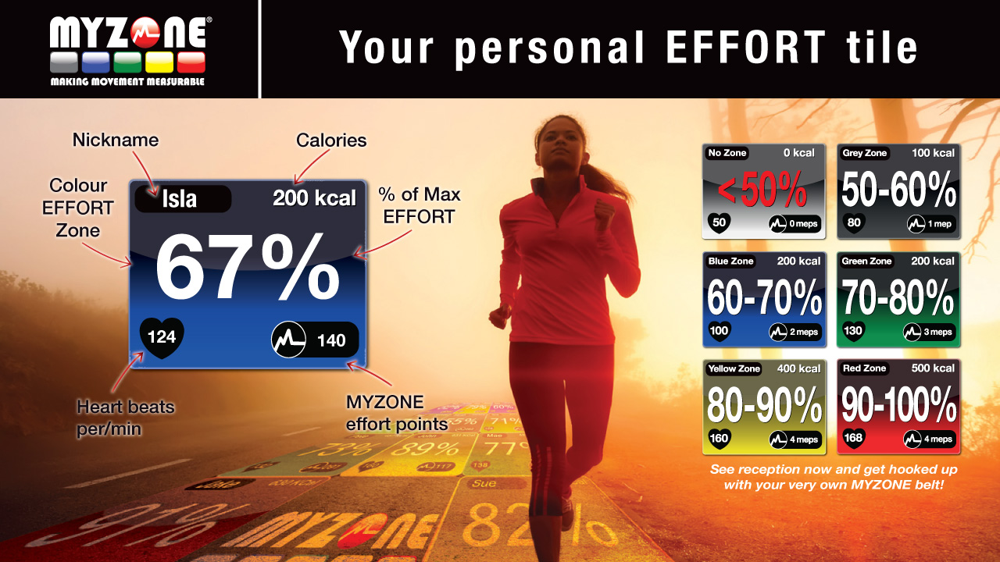 MYZONE®
MAKING MOVEMENT MEASURABLE
Your personal EFFORT tile
Nickname
Calories
Colour
EFFORT
Zone
% of Max
EFFORT
Isla
200 kcal
67%
124
140
Heart beats
per/min
MYZONE
effort points
No Zone
0 kcal
<50%
50
0 meps
Grey Zone
100 kcal
50-60%
80
1 mep
Blue Zone
200 kcal
60-70%
100
2 meps
Green Zone
200 kcal
70-80%
130
3 meps
Yellow Zone
400 kcal
80-90%
160
4 meps
Red Zone
500 kcal
90-100%
168
4 meps
See reception now and get hooked up
with your very own MYZONE belt!
60%
71%
73%
89%
77%
117
138
Jake
Sue
91%
MYZONE
82%